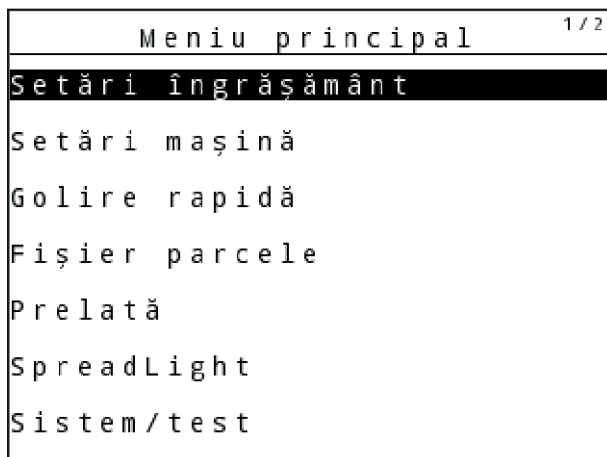 Meniu principal 1/2
Setări îngrășământ
Setări mașină
Golire rapidă
Fișier parcele
Prelată
SpreadLight
Sistem/test